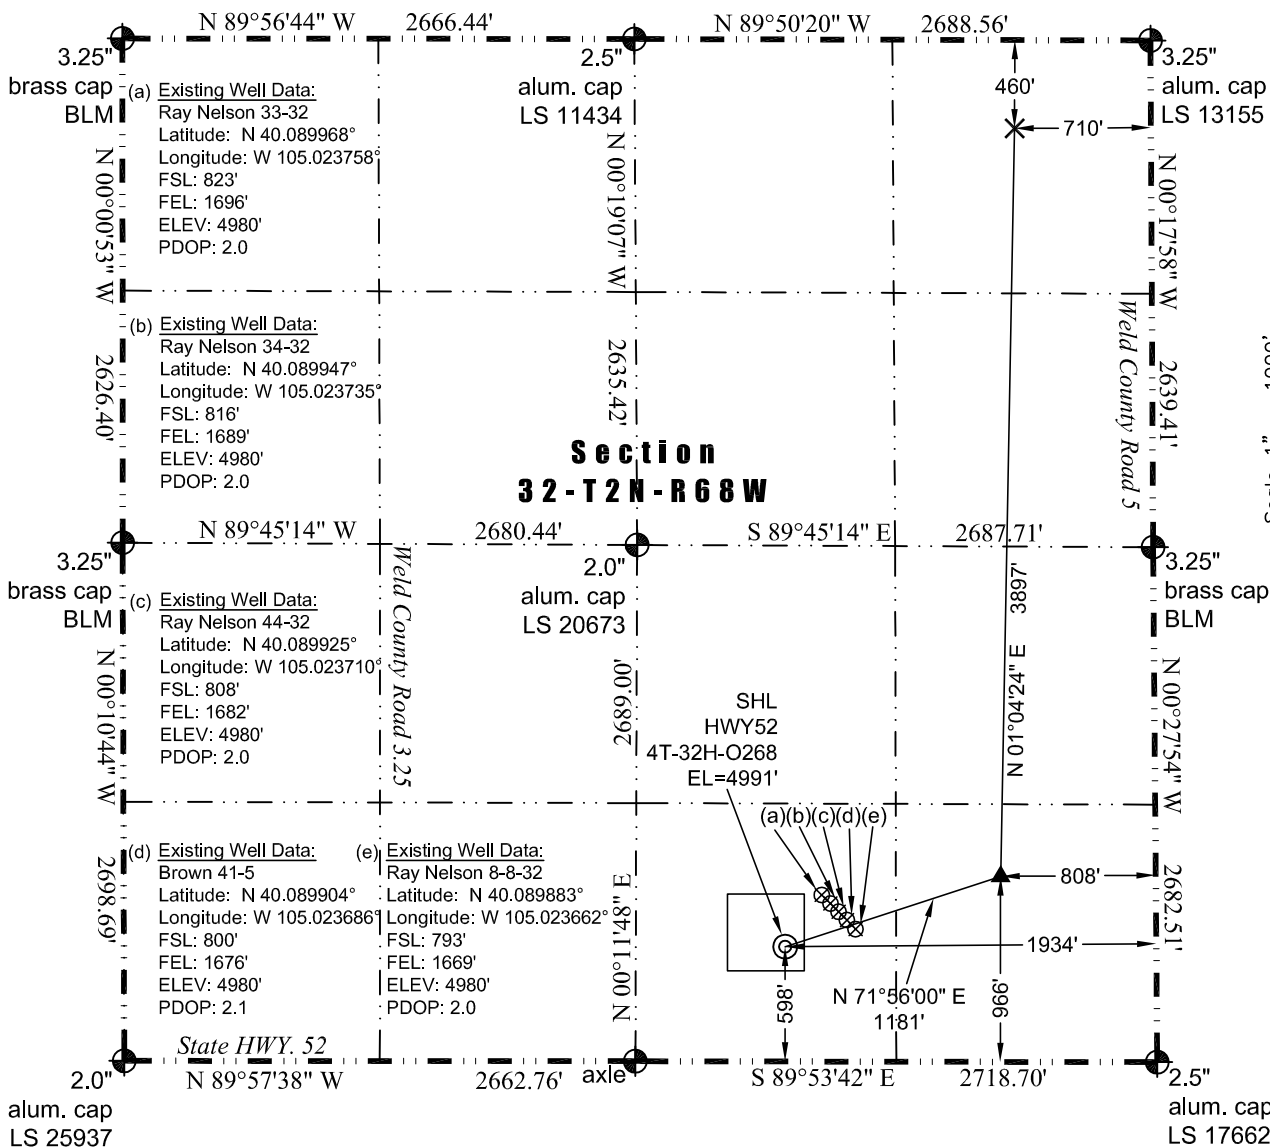 N 89°56'44" W 2666.44' N 89°50'20" W 2688.56'
3.25"
brass cap
BLM
2.5"
alum. cap
LS 11434
3.25"
alum. cap
LS 13155
460'
710'
(a) Existing Well Data:
Ray Nelson 33-32
Latitude: N 40.089968°
Longitude: W 105.023758°
FSL: 823'
FEL: 1696'
ELEV: 4980'
PDOP: 2.0
N 00°00'53" W
2626.40'
N 00°19'07" W
2635.42'
N 00°17'58" W
2639.41'
Weld County Road 5
(b) Existing Well Data:
Ray Nelson 34-32
Latitude: N 40.089947°
Longitude: W 105.023735°
FSL: 816'
FEL: 1689'
ELEV: 4980'
PDOP: 2.0
Section
32-T2N-R68W
N 89°45'14" W 2680.44' S 89°45'14" E 2687.71'
3.25"
brass cap
BLM
2.0"
alum. cap
LS 20673
3.25"
brass cap
BLM
(c) Existing Well Data:
Ray Nelson 44-32
Latitude: N 40.089925°
Longitude: W 105.023710°
FSL: 808'
FEL: 1682'
ELEV: 4980'
PDOP: 2.0
Weld County Road 3.25
N 00°10'44" W
2698.69'
2689.00'
N 00°11'48" E
N 01°04'24" E 3897'
N 00°27'54" W
2682.51'
SHL
HWY52
4T-32H-O268
EL=4991'
(a)(b)(c)(d)(e)
(d) Existing Well Data:
Brown 41-5
Latitude: N 40.089904°
Longitude: W 105.023686°
FSL: 800'
FEL: 1676'
ELEV: 4980'
PDOP: 2.1
(e) Existing Well Data:
Ray Nelson 8-8-32
Latitude: N 40.089883°
Longitude: W 105.023662°
FSL: 793'
FEL: 1669'
ELEV: 4980'
PDOP: 2.0
808'
1934'
598'
N 71°56'00" E
1181'
966'
State HWY. 52
N 89°57'38" W 2662.76' axle S 89°53'42" E 2718.70'
2.0"
alum. cap
LS 25937
2.5"
alum. cap
LS 17662